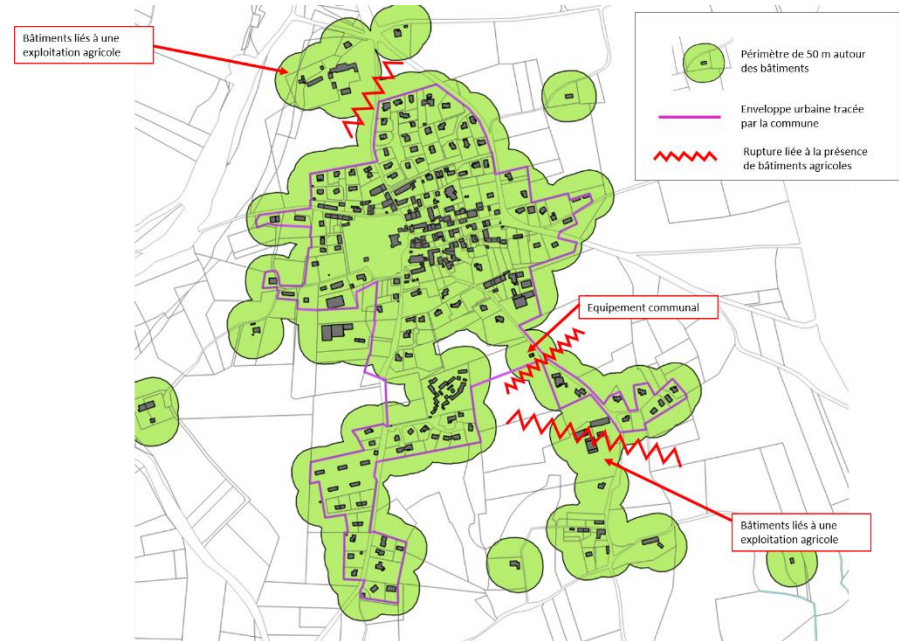 Bâtiments liés à une
exploitation agricole
Périmètre de 50 m autour
des bâtiments
Enveloppe urbaine tracée
par la commune
Rupture liée à la présence
de bâtiments agricoles
Equipement communal
Bâtiments liés à une
exploitation agricole